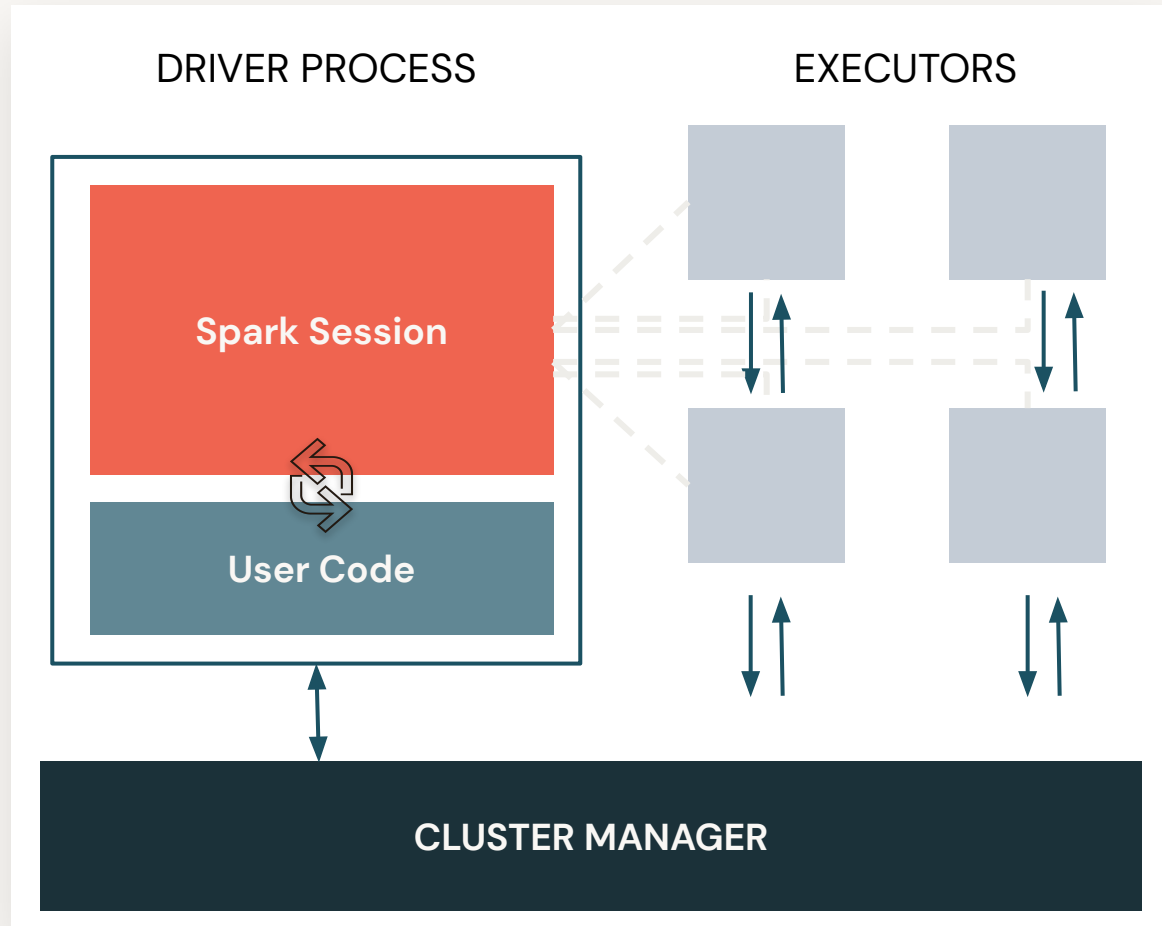 DRIVER PROCESS
EXECUTORS
Spark Session
User Code
CLUSTER MANAGER